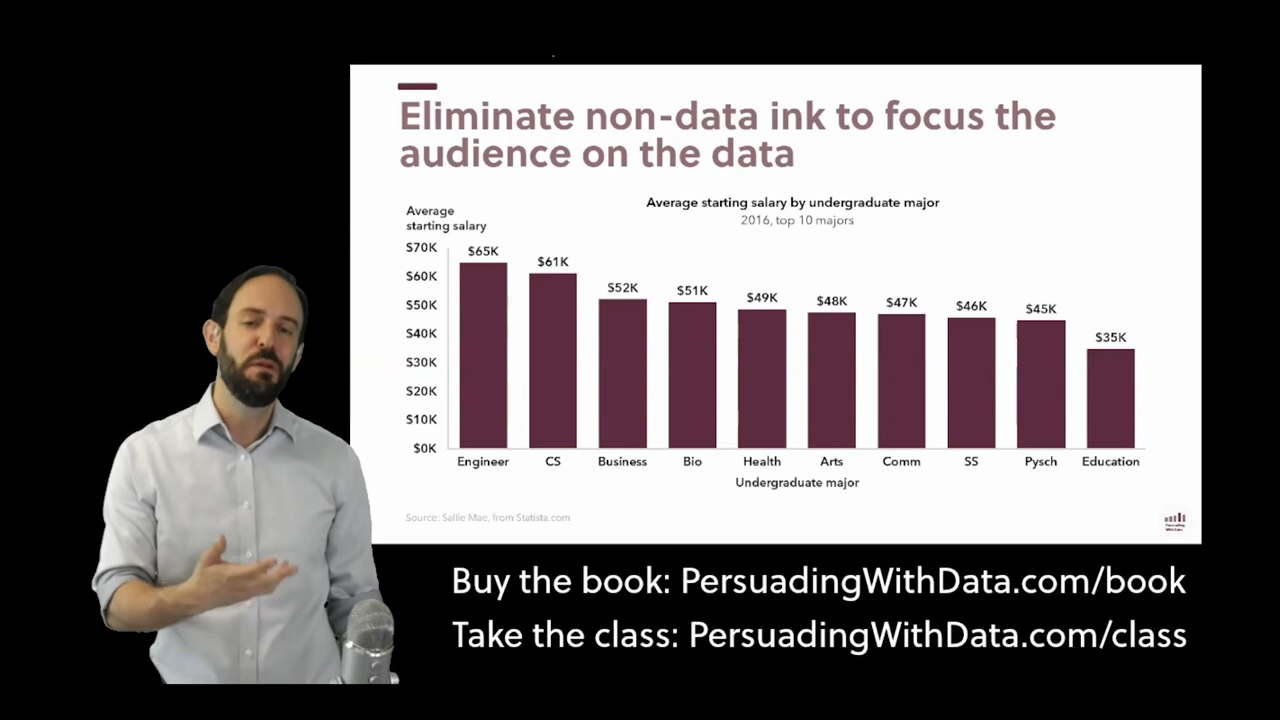 Eliminate non-data ink to focus the
audience on the data
Average starting salary by undergraduate major
2016, top 10 majors
Average
starting salary
$70K
$60K
$50K
$40K
$30K
$20K
$10K
$0K
$65K
$61K
$52K
$51K
$49K
$48K
$47K
$46K
$45K
$35K
Engineer CS Business Bio Health Arts Comm SS Pysch Education
Undergraduate major
Source: Sallie Mae, from Statista.com
Persuading
With Data
Buy the book: PersuadingWithData.com/book
Take the class: PersuadingWithData.com/class